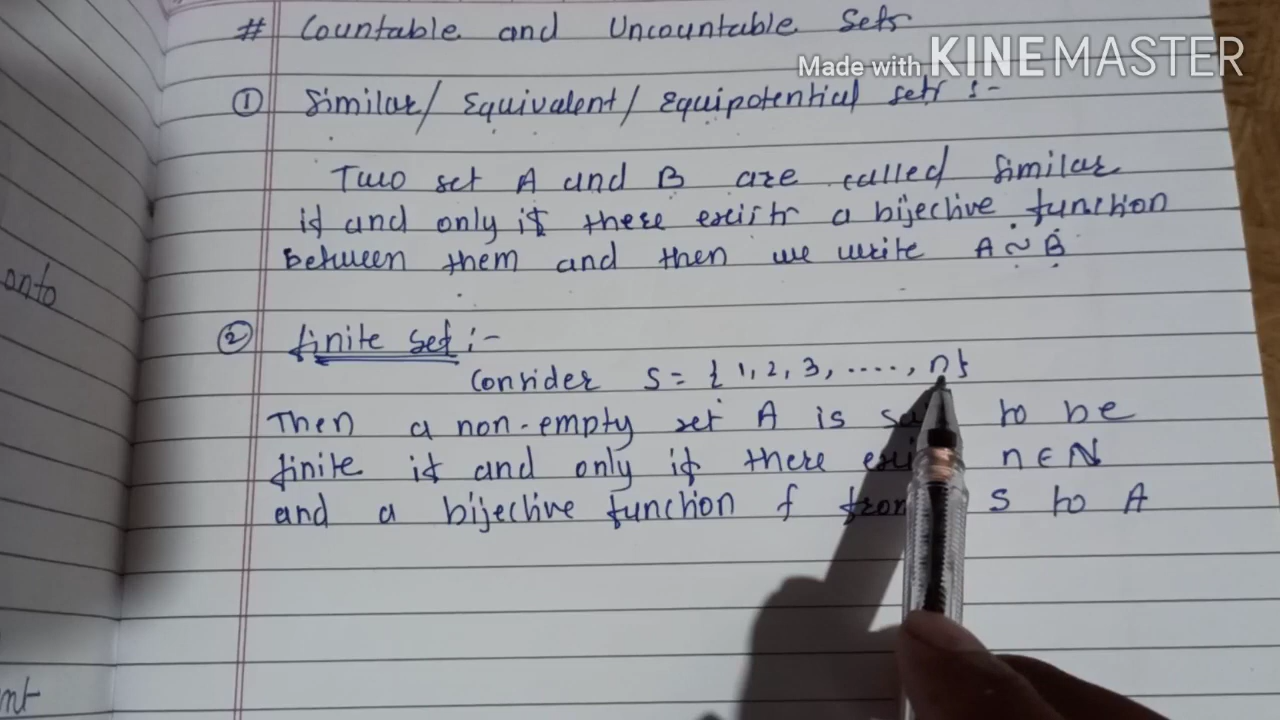 # Countable and Uncountable Sets
Made with KINEMASTER
① Similar/ Equivalent/ Equipotential sets :-
Two set A and B are called similar
if and only if there exists a bijective function
between them and then we write A ~ B
onto
② finite set :-
Consider S = { 1, 2, 3, ...., n}
Then a non-empty set A is said to be
finite if and only if there exi n ∈ N
and a bijective function f from S to A